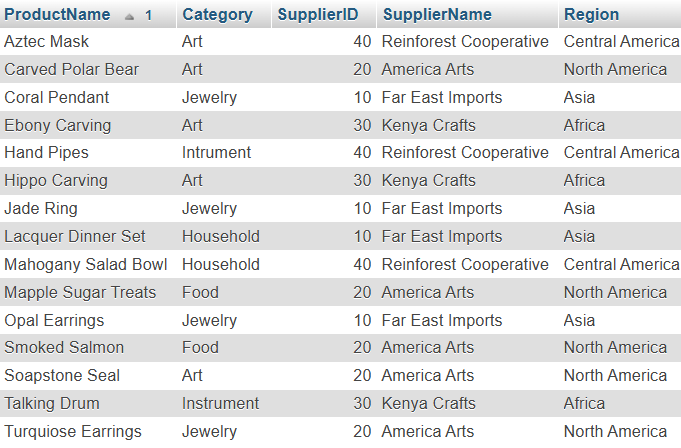 ProductName 1 Category SupplierID SupplierName Region
Aztec Mask Art 40 Reinforest Cooperative Central America
Carved Polar Bear Art 20 America Arts North America
Coral Pendant Jewelry 10 Far East Imports Asia
Ebony Carving Art 30 Kenya Crafts Africa
Hand Pipes Intrument 40 Reinforest Cooperative Central America
Hippo Carving Art 30 Kenya Crafts Africa
Jade Ring Jewelry 10 Far East Imports Asia
Lacquer Dinner Set Household 10 Far East Imports Asia
Mahogany Salad Bowl Household 40 Reinforest Cooperative Central America
Mapple Sugar Treats Food 20 America Arts North America
Opal Earrings Jewelry 10 Far East Imports Asia
Smoked Salmon Food 20 America Arts North America
Soapstone Seal Art 20 America Arts North America
Talking Drum Instrument 30 Kenya Crafts Africa
Turquiose Earrings Jewelry 20 America Arts North America